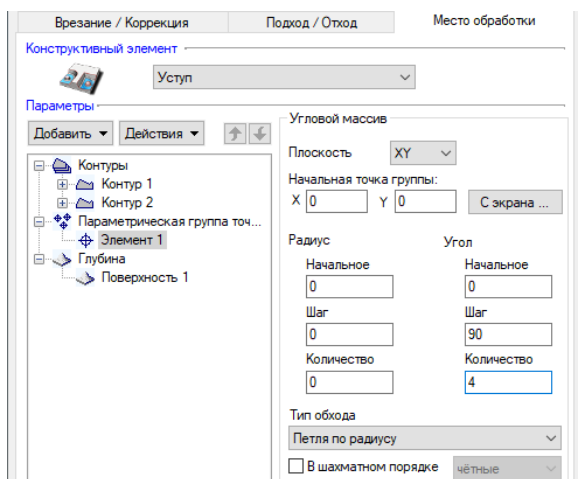 Врезание / Коррекция
Подход / Отход
Место обработки
Конструктивный элемент
Уступ
Параметры
Добавить
Действия
Контуры
Контур 1
Контур 2
Параметрическая группа точ...
Элемент 1
Глубина
Поверхность 1
Угловой массив
Плоскость XY
Начальная точка группы:
X 0 Y 0 С экрана ...
Радиус Угол
Начальное Начальное
0 0
Шаг Шаг
0 90
Количество Количество
0 4
Тип обхода
Петля по радиусу
В шахматном порядке чётные